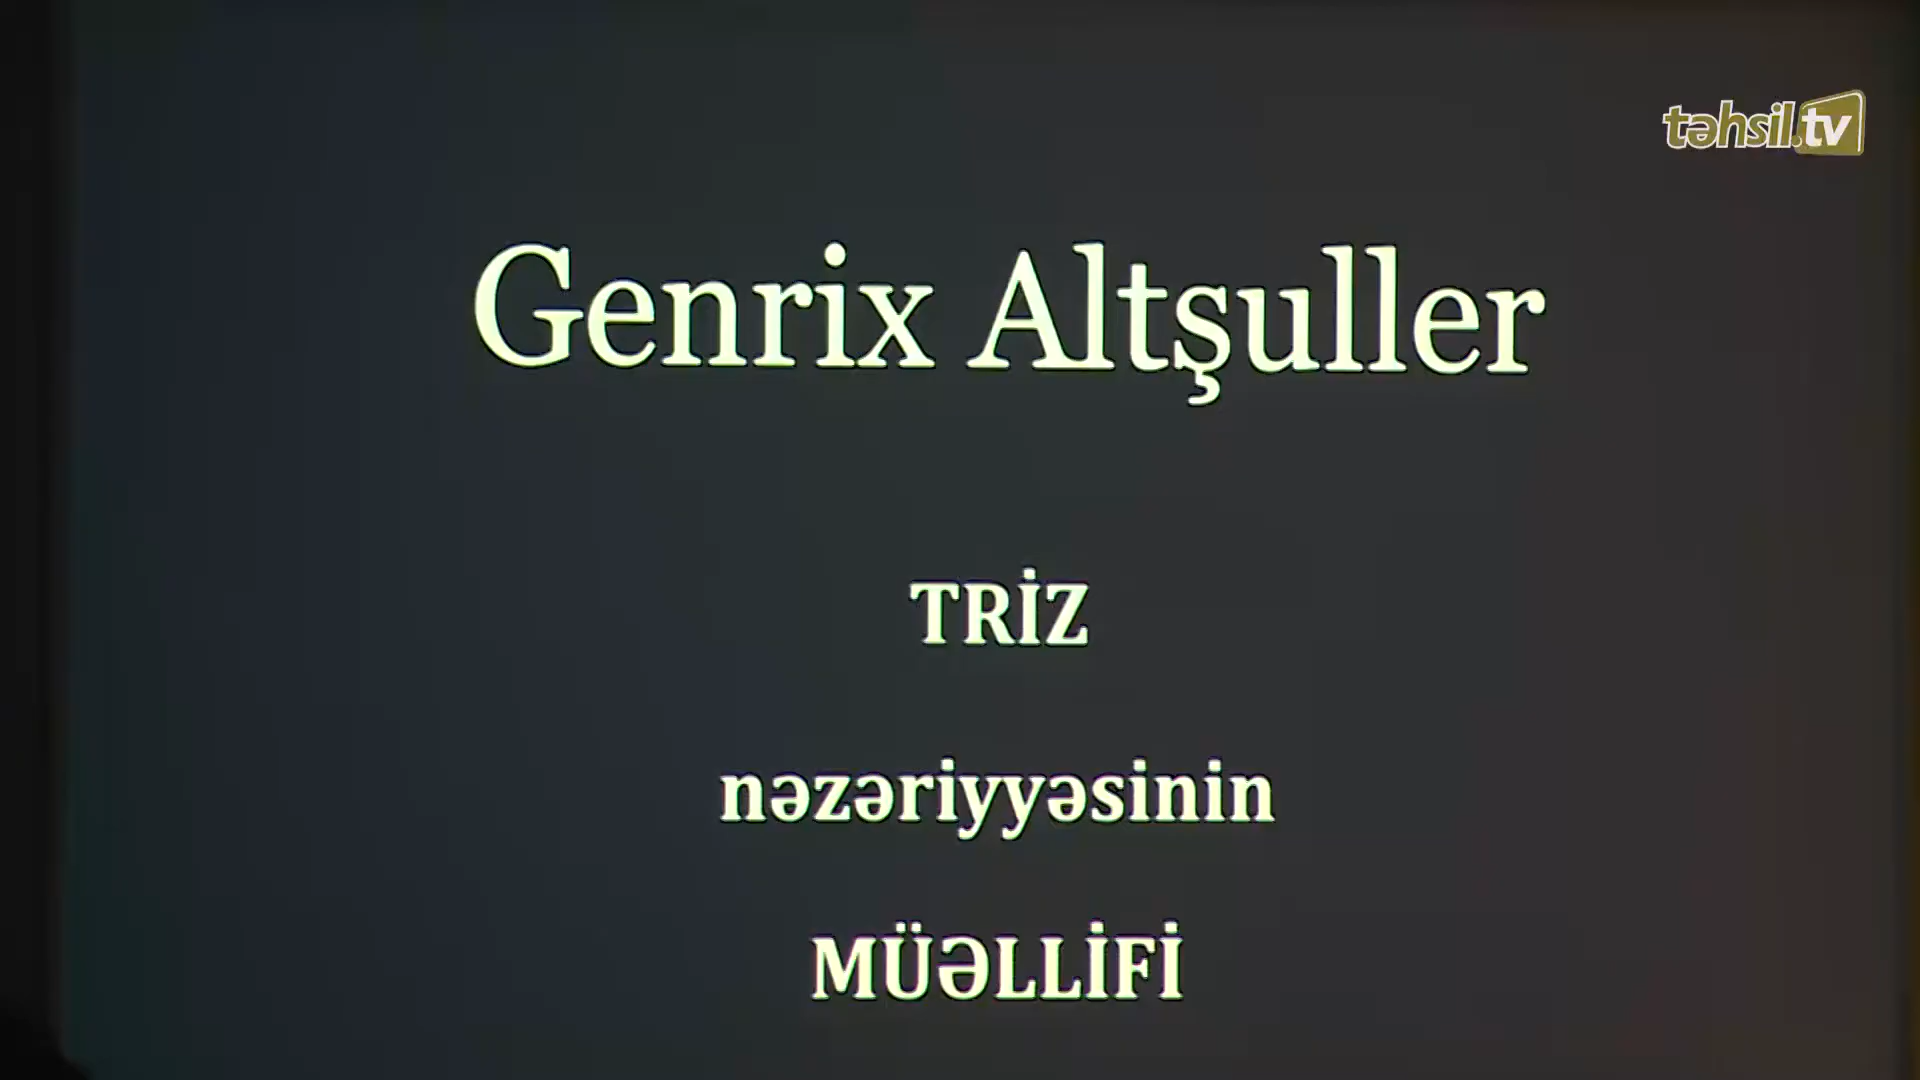 təhsil.tv
Genrix Altşuller
TRİZ
nəzəriyyəsinin
MÜƏLLİFİ